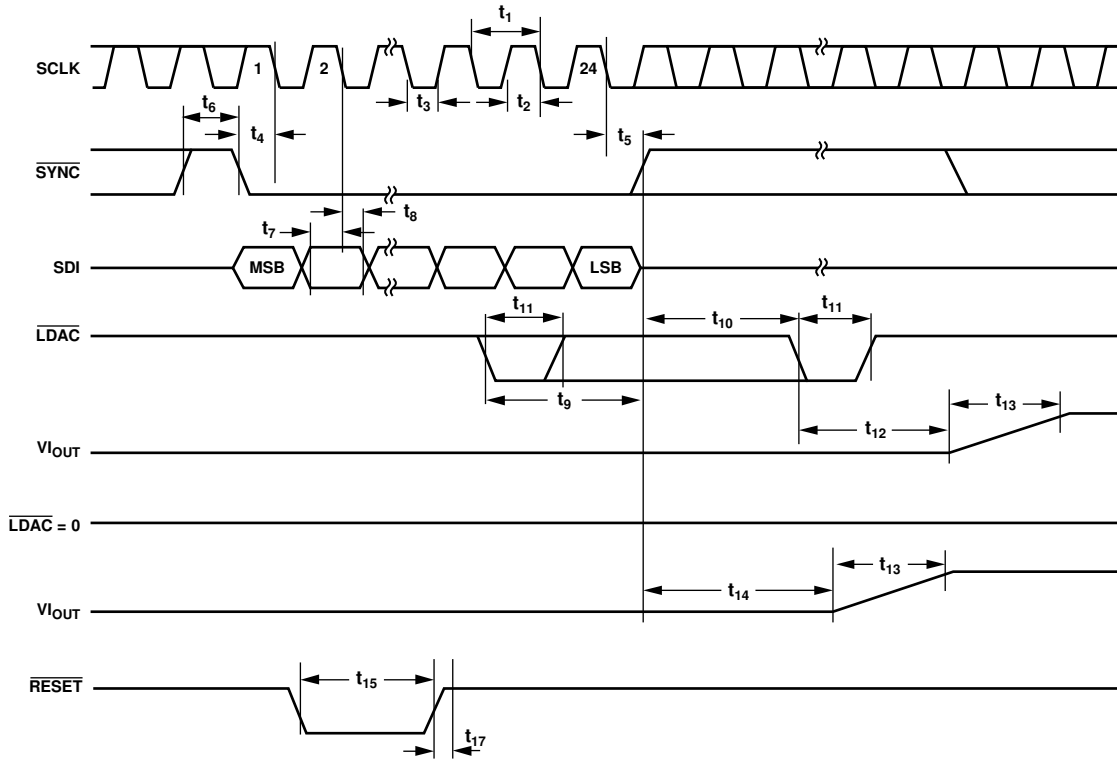 t1
SCLK
1
2
24
t3
t2
t6
t4
t5
SYNC
t8
t7
SDI
MSB
LSB
t11
t10
t11
LDAC
t9
t12
t13
VIOUT
LDAC = 0
t13
t14
VIOUT
RESET
t15
t17